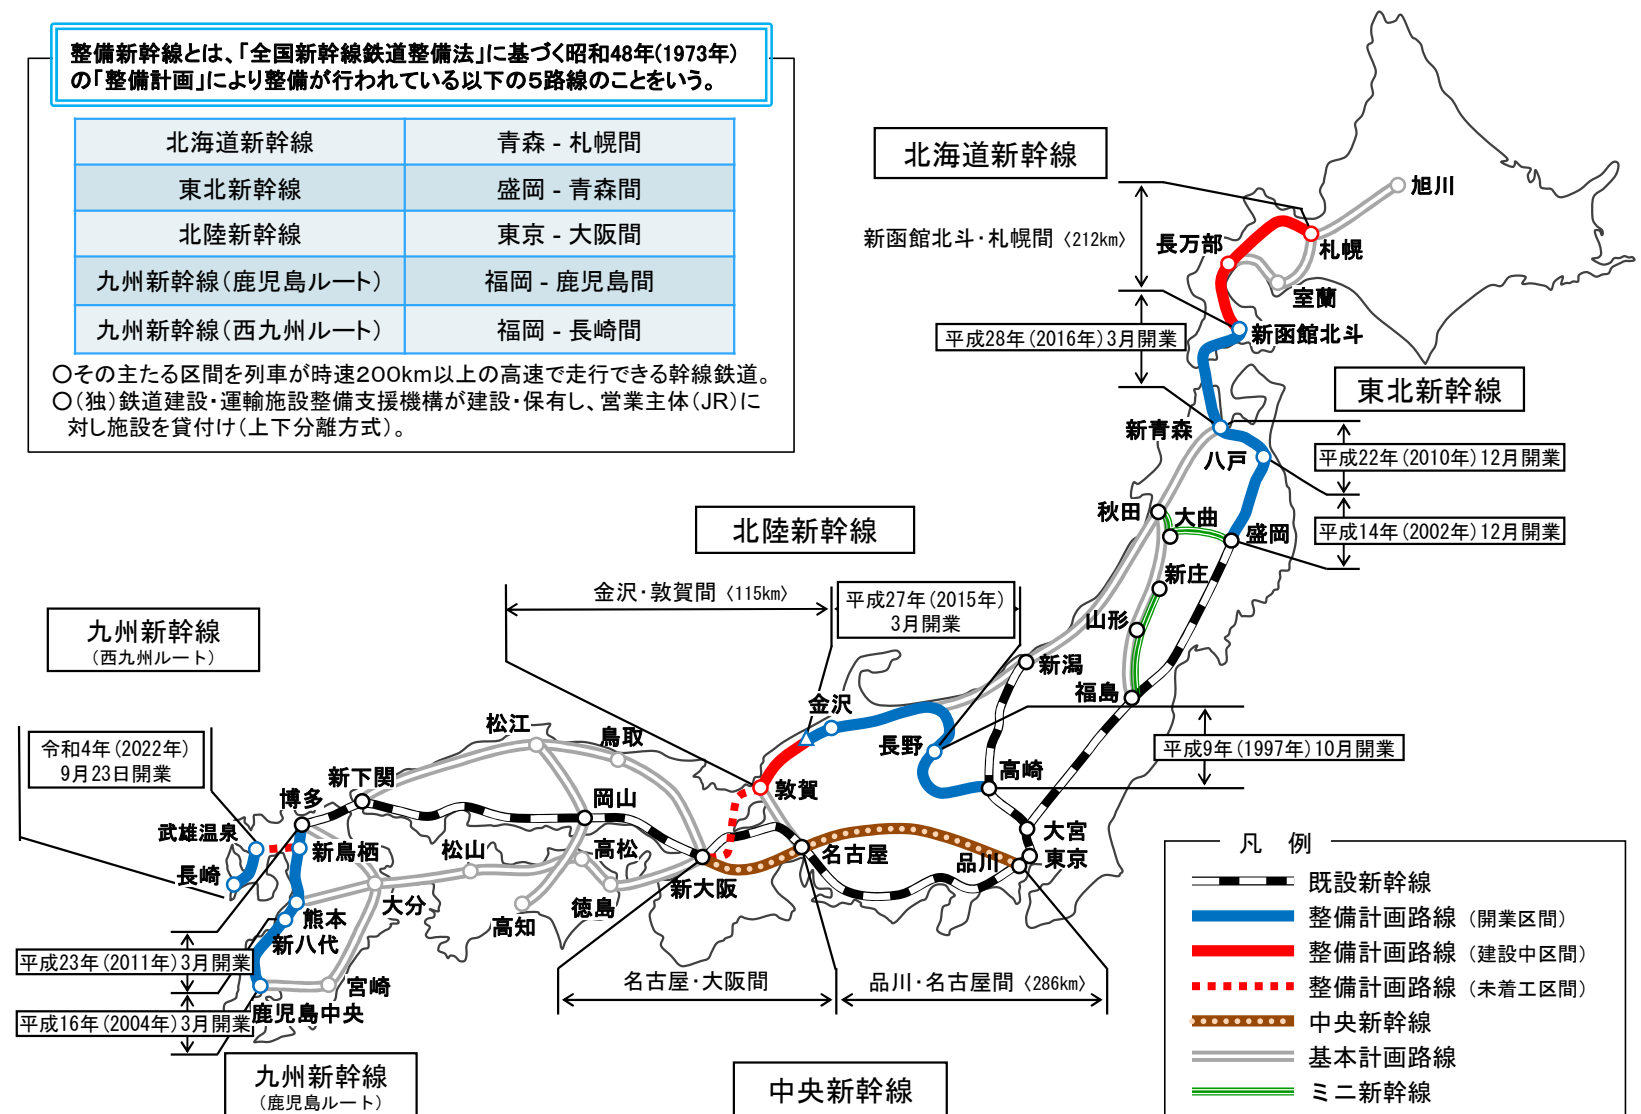 整備新幹線とは、「全国新幹線鉄道整備法」に基づく昭和48年(1973年)
の「整備計画」により整備が行われている以下の５路線のことをいう。
北海道新幹線 青森 - 札幌間
東北新幹線 盛岡 - 青森間
北陸新幹線 東京 - 大阪間
九州新幹線（鹿児島ルート） 福岡 - 鹿児島間
九州新幹線（西九州ルート） 福岡 - 長崎間
○その主たる区間を列車が時速２００km以上の高速で走行できる幹線鉄道。
○（独）鉄道建設・運輸施設整備支援機構が建設・保有し、営業主体（JR）に
対し施設を貸付け（上下分離方式）。
北海道新幹線
旭川
新函館北斗・札幌間〈212km〉
長万部
札幌
室蘭
平成28年（2016年）3月開業
新函館北斗
東北新幹線
新青森
八戸
平成22年（2010年）12月開業
秋田
大曲
盛岡
平成14年（2002年）12月開業
北陸新幹線
新庄
金沢・敦賀間〈115km〉
平成27年（2015年）
3月開業
山形
九州新幹線
（西九州ルート）
新潟
福島
金沢
松江
鳥取
長野
平成9年（1997年）10月開業
令和4年（2022年）
9月23日開業
新下関
高崎
敦賀
博多
岡山
武雄温泉
大宮
新鳥栖
松山
高松
名古屋
品川
東京
長崎
新大阪
大分
徳島
熊本
高知
新八代
平成23年（2011年）3月開業
宮崎
名古屋・大阪間
品川・名古屋間〈286km〉
鹿児島中央
平成16年（2004年）3月開業
九州新幹線
（鹿児島ルート）
中央新幹線
凡 例
既設新幹線
整備計画路線（開業区間）
整備計画路線（建設中区間）
整備計画路線（未着工区間）
中央新幹線
基本計画路線
ミニ新幹線